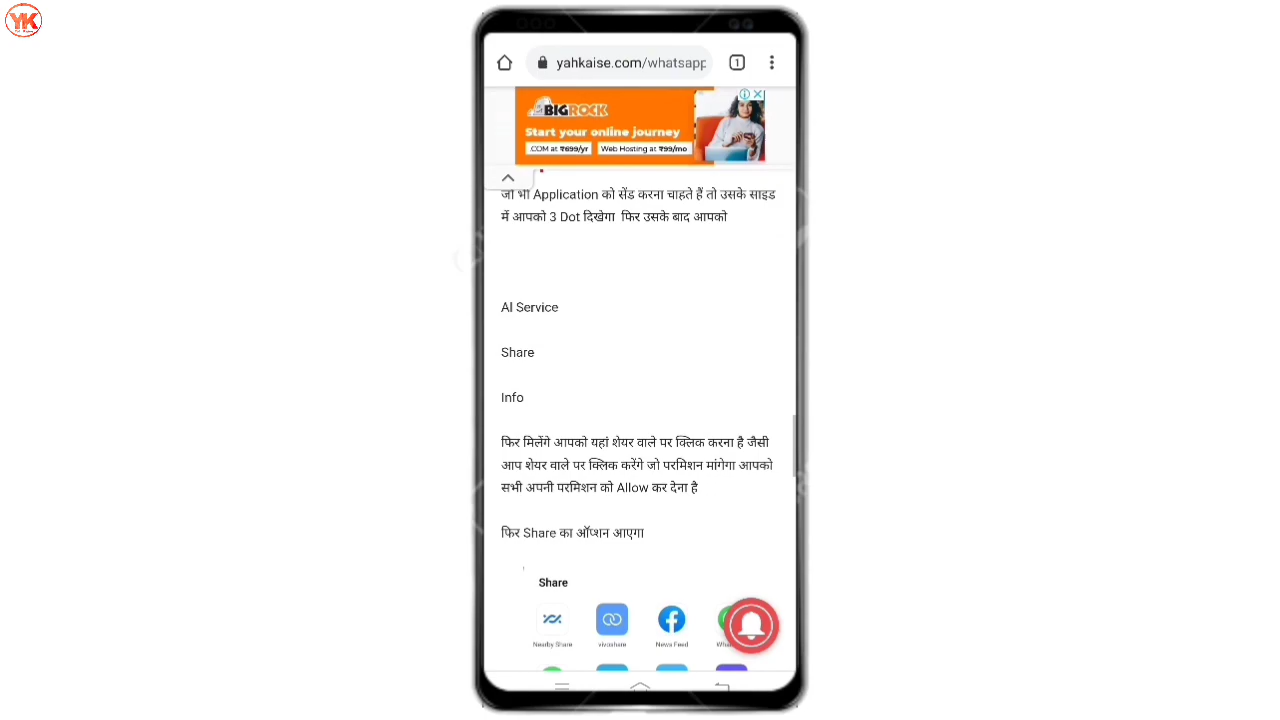 YK
yahkaise.com/whatsapp
1
BIGROCK
Start your online journey
.COM at ₹699/yr
Web Hosting at ₹99/mo
जो भी Application को सेंड करना चाहते हैं तो उसके साइड
में आपको 3 Dot दिखेगा फिर उसके बाद आपको
AI Service
Share
Info
फिर मिलेंगे आपको यहां शेयर वाले पर क्लिक करना है जैसी
आप शेयर वाले पर क्लिक करेंगे जो परमिशन मांगेगा आपको
सभी अपनी परमिशन को Allow कर देना है
फिर Share का ऑप्शन आएगा
Share
Nearby Share
vivoshare
News Feed